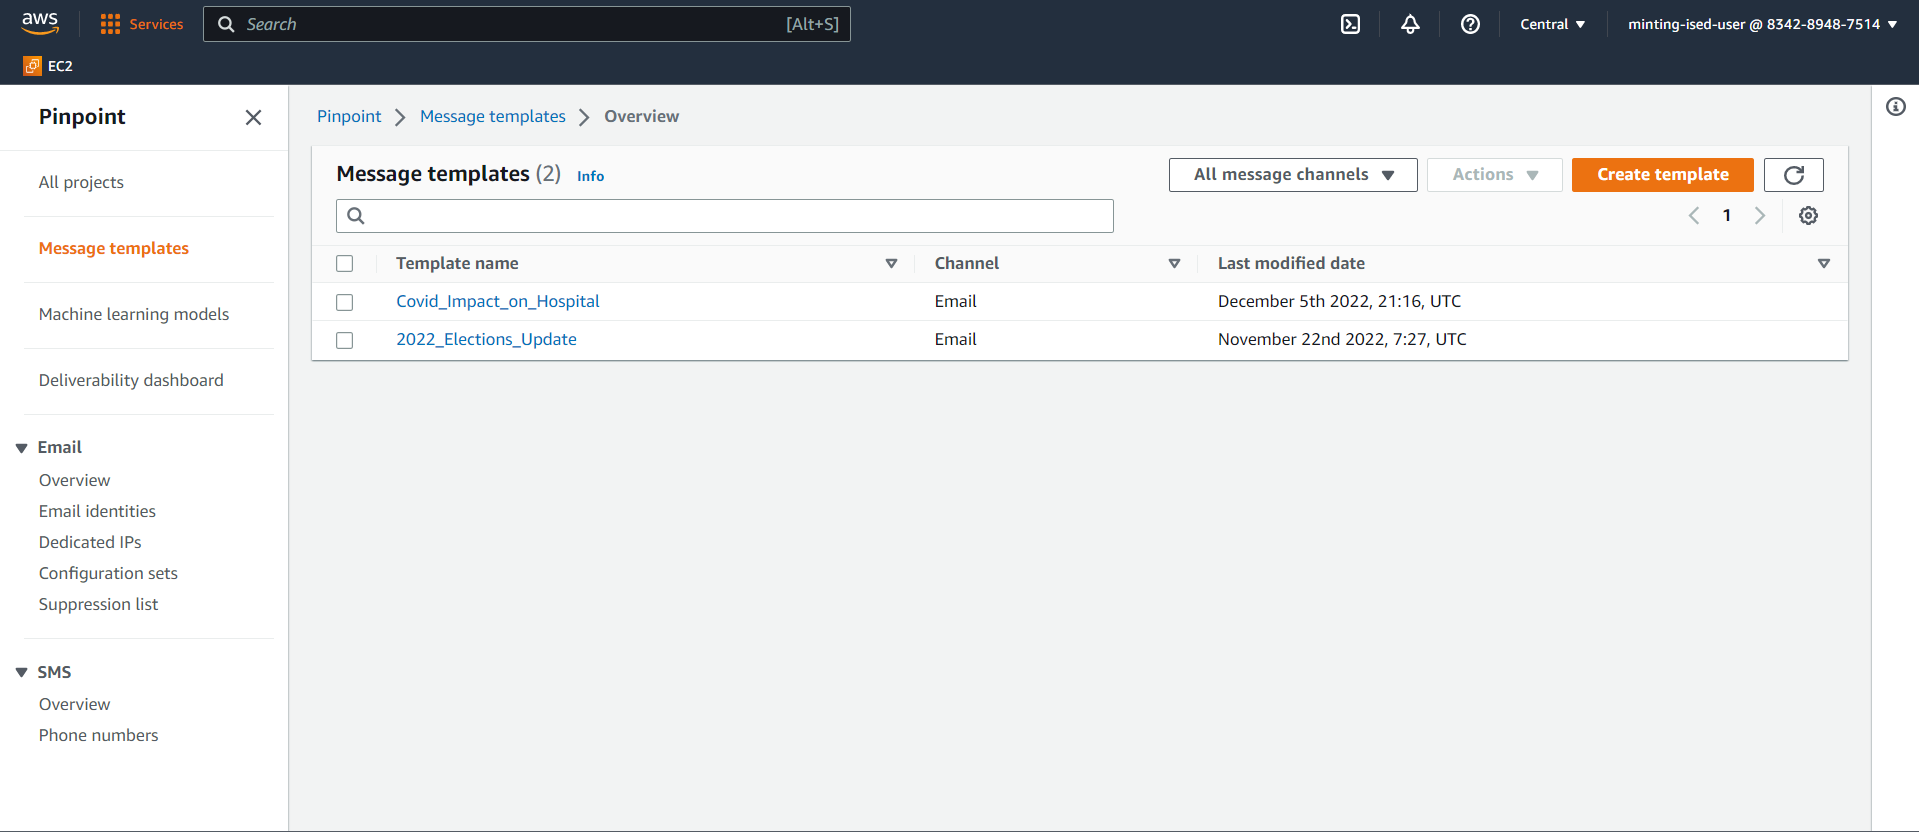 aws Services Search [Alt+S] Central minting-ised-user @ 8342-8948-7514
EC2
Pinpoint
All projects
Message templates
Machine learning models
Deliverability dashboard
Email
Overview
Email identities
Dedicated IPs
Configuration sets
Suppression list
SMS
Overview
Phone numbers
Pinpoint Message templates Overview
Message templates (2) Info All message channels Actions Create template
1
Template name Channel Last modified date
Covid_Impact_on_Hospital Email December 5th 2022, 21:16, UTC
2022_Elections_Update Email November 22nd 2022, 7:27, UTC